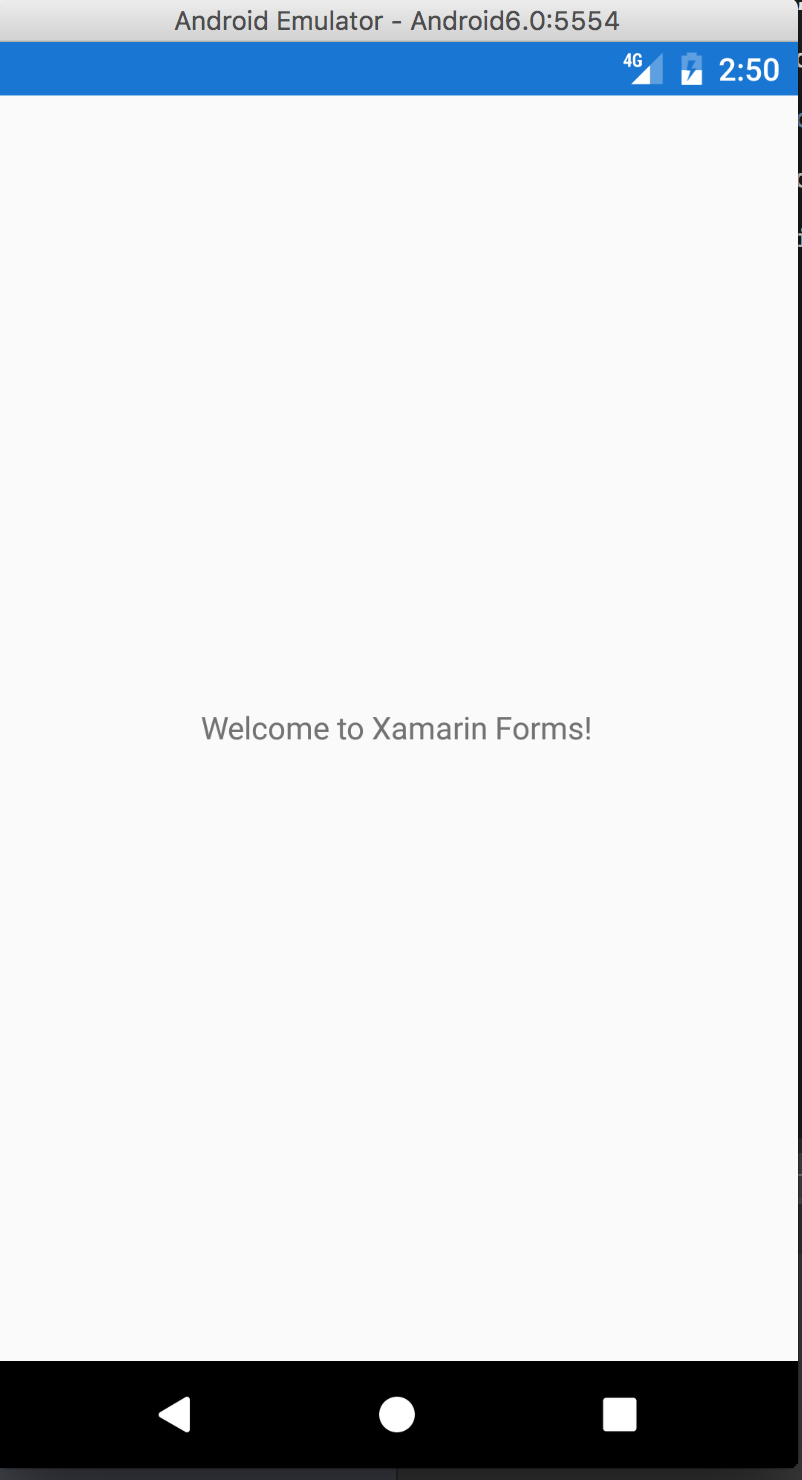 Android Emulator - Android6.0:5554
4G 2:50
Welcome to Xamarin Forms!